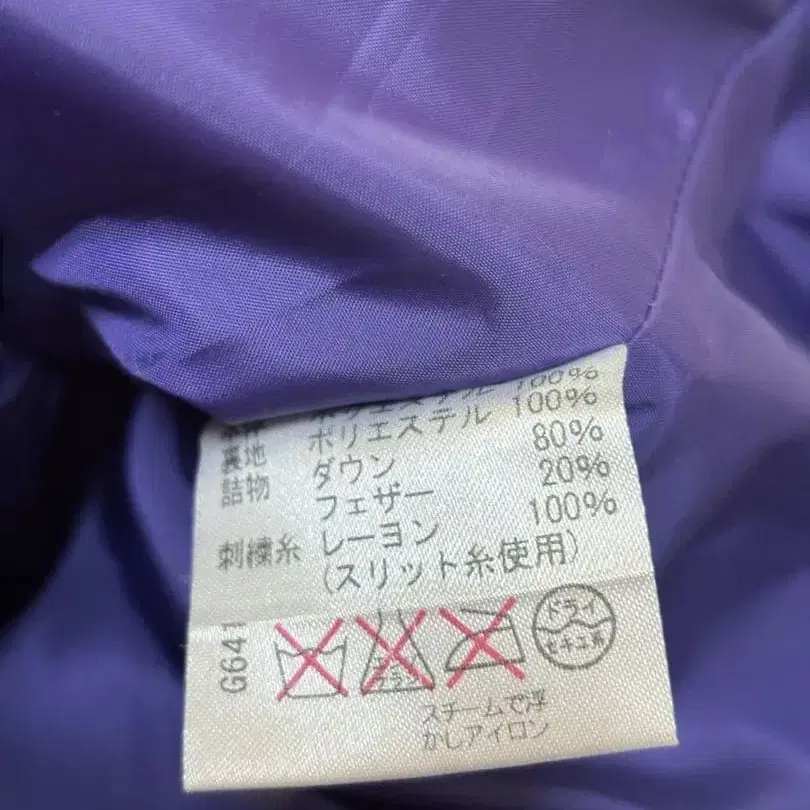 ポリエステル 100%
裏地 ポリエステル 100%
詰物 ダウン 80%
フェザー 20%
刺繍糸 レーヨン 100%
(スリット糸使用)
G641
ドライ
セキユ系
スチームで浮
かしアイロン